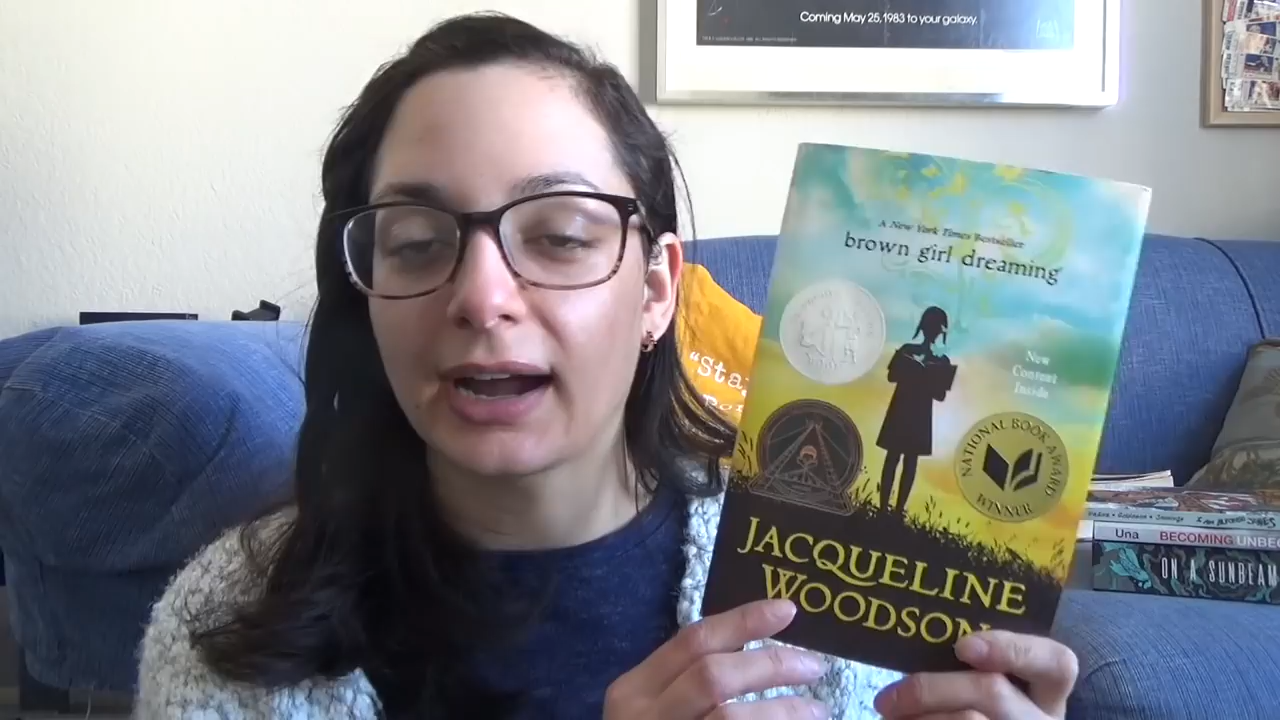 Coming May 25, 1983 to your galaxy.
A New York Times Bestseller
brown girl dreaming
New
Content
Inside
NATIONAL BOOK AWARD
WINNER
JACQUELINE
WOODSON
"Stay
Una BECOMING UNBE
ON A SUNBEAM